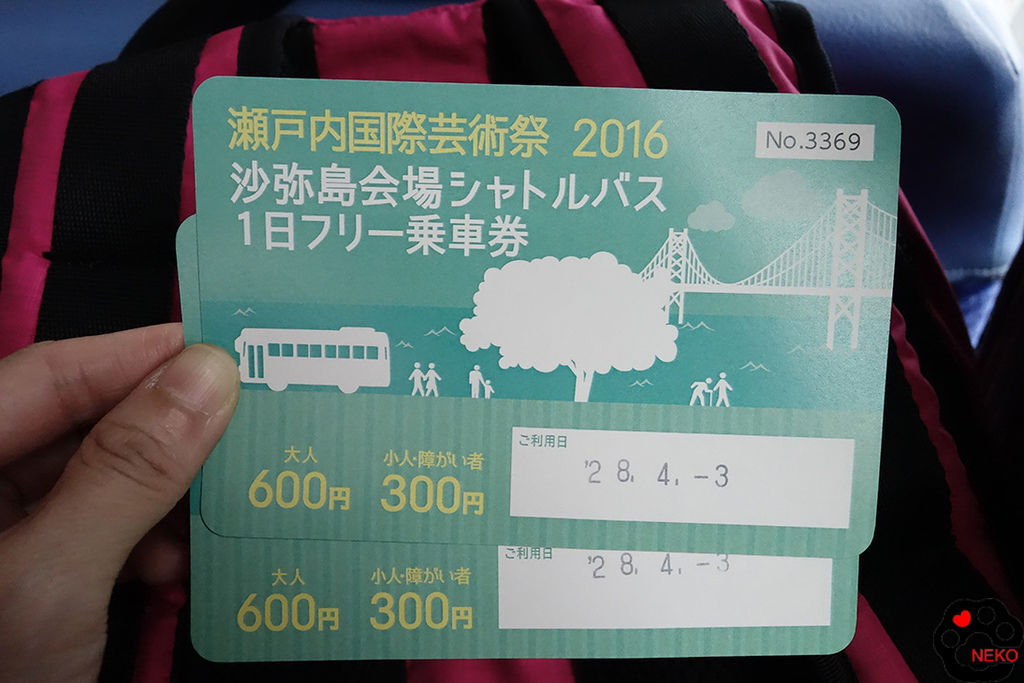 瀬戸内国際芸術祭 2016
No.3369
沙弥島会場シャトルバス
1日フリー乗車券
ご利用日
'28.4.-3
大人
600円
小人・障がい者
300円
ご利用日
'28.4.-3
大人
600円
小人・障がい者
300円
NEKO